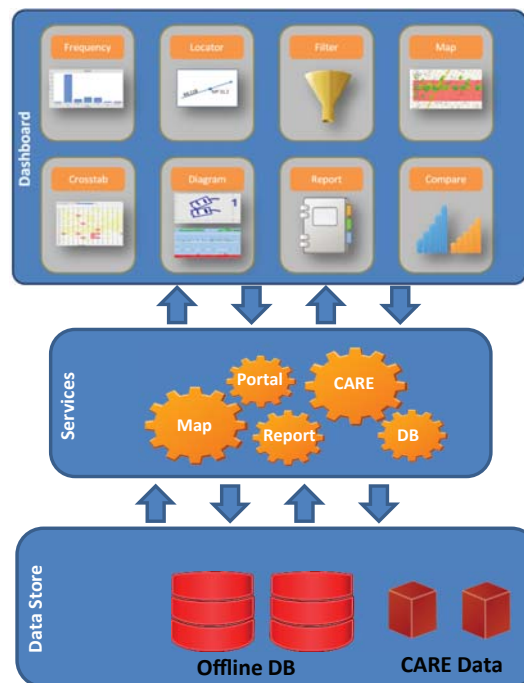 Dashboard
Frequency
Locator
Filter
Map
Crosstab
Diagram
1
Report
Compare
Services
Portal
CARE
Map
Report
DB
Data Store
Offline DB
CARE Data